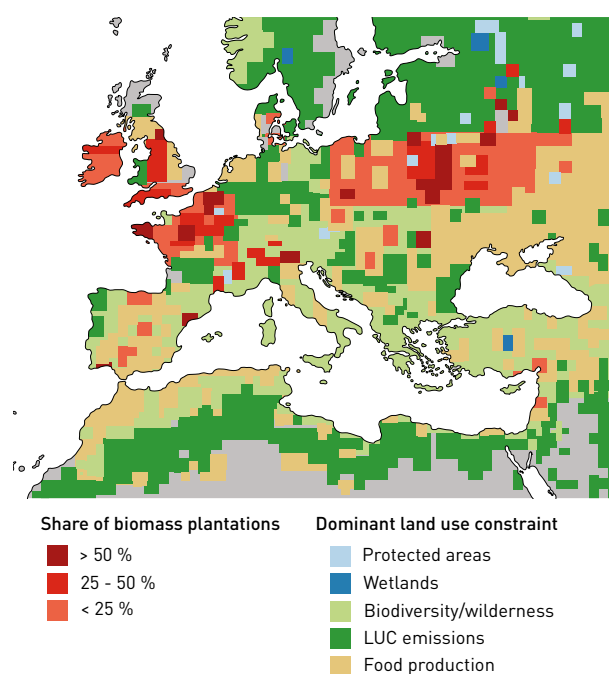 Share of biomass plantations
> 50 %
25 - 50 %
< 25 %
Dominant land use constraint
Protected areas
Wetlands
Biodiversity/wilderness
LUC emissions
Food production